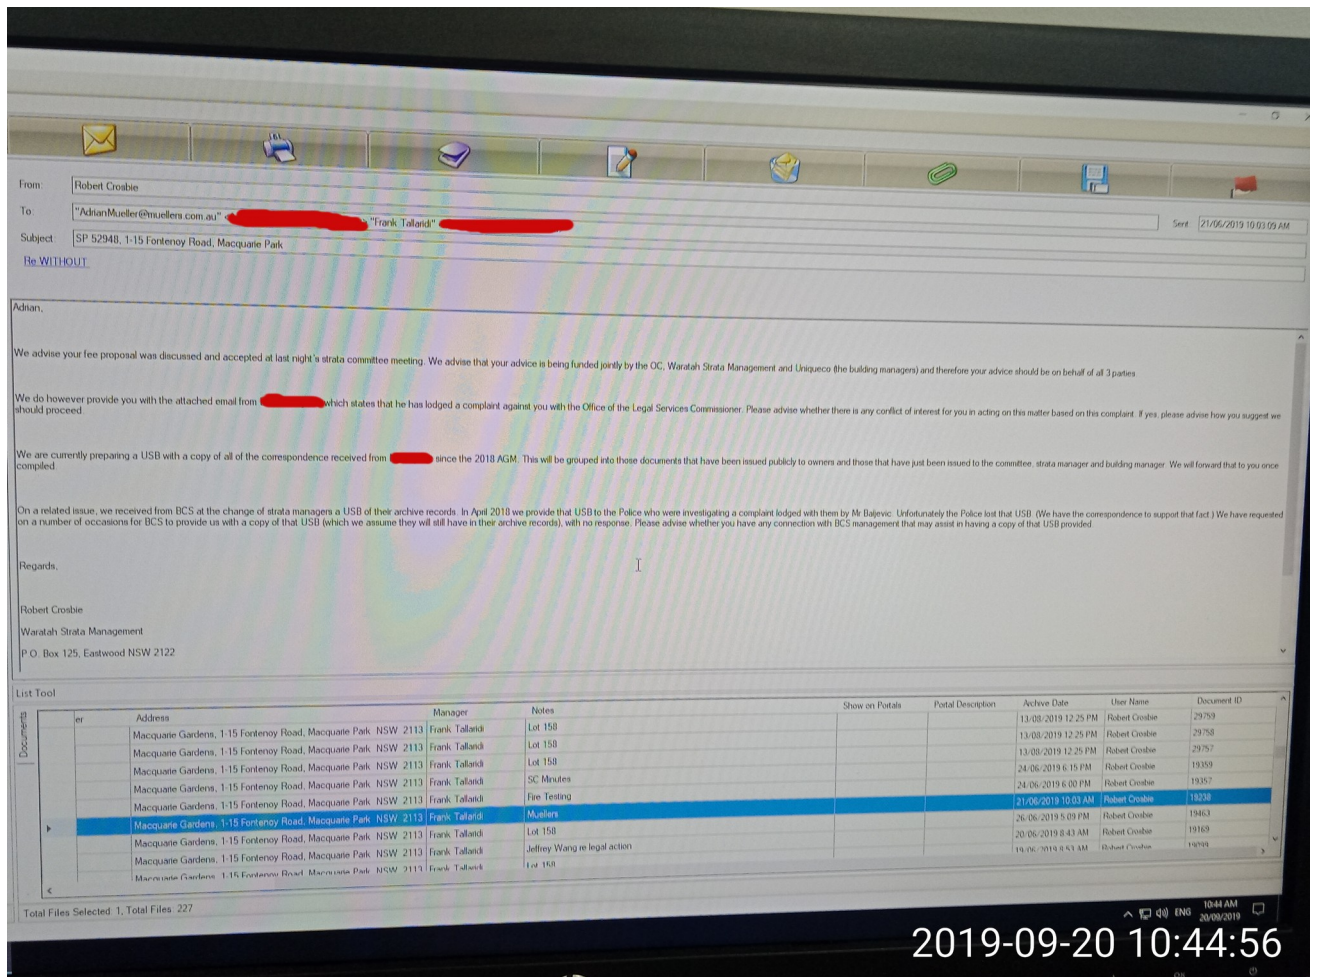 From:
Robert Crosbie
To:
"AdrianMueller@muellers.com.au" "Frank Tallaridi"
Sent:
21/06/2019 10:03:09 AM
Subject:
SP 52948, 1-15 Fontenoy Road, Macquarie Park
Re WITHOUT
Adrian,
We advise your fee proposal was discussed and accepted at last night's strata committee meeting. We advise that your advice is being funded jointly by the OC, Waratah Strata Management and Uniqueco (the building managers) and therefore your advice should be on behalf of all 3 parties
We do however provide you with the attached email from which states that he has lodged a complaint against you with the Office of the Legal Services Commissioner. Please advise whether there is any conflict of interest for you in acting on this matter based on this complaint. If yes, please advise how you suggest we
should proceed.
We are currently preparing a USB with a copy of all of the correspondence received from since the 2018 AGM. This will be grouped into those documents that have been issued publicly to owners and those that have just been issued to the committee, strata manager and building manager. We will forward that to you once
compiled.
On a related issue, we received from BCS at the change of strata managers a USB of their archive records. In April 2018 we provide that USB to the Police who were investigating a complaint lodged with them by Mr Baljevic. Unfortunately the Police lost that USB. (We have the correspondence to support that fact.) We have requested
on a number of occasions for BCS to provide us with a copy of that USB (which we assume they will still have in their archive records), with no response. Please advise whether you have any connection with BCS management that may assist in having a copy of that USB provided.
Regards,
Robert Crosbie
Waratah Strata Management
P O. Box 125, Eastwood NSW 2122
List Tool
Documents
er Address Manager Notes Show on Portals Portal Description Archive Date User Name Document ID
Macquarie Gardens, 1-15 Fontenoy Road, Macquarie Park NSW 2113 Frank Tallaridi Lot 158 13/08/2019 12:25 PM Robert Crosbie 29759
Macquarie Gardens, 1-15 Fontenoy Road, Macquarie Park NSW 2113 Frank Tallaridi Lot 158 13/08/2019 12:25 PM Robert Crosbie 29758
Macquarie Gardens, 1-15 Fontenoy Road, Macquarie Park NSW 2113 Frank Tallaridi Lot 158 13/08/2019 12:25 PM Robert Crosbie 29757
Macquarie Gardens, 1-15 Fontenoy Road, Macquarie Park NSW 2113 Frank Tallaridi SC Minutes 24/06/2019 6:15 PM Robert Crosbie 19359
Macquarie Gardens, 1-15 Fontenoy Road, Macquarie Park NSW 2113 Frank Tallaridi Fire Testing 24/06/2019 6:00 PM Robert Crosbie 19357
Macquarie Gardens, 1-15 Fontenoy Road, Macquarie Park NSW 2113 Frank Tallaridi Muellers 21/06/2019 10:03 AM Robert Crosbie 19238
Macquarie Gardens, 1-15 Fontenoy Road, Macquarie Park NSW 2113 Frank Tallaridi Lot 158 26/06/2019 5:09 PM Robert Crosbie 19463
Macquarie Gardens, 1-15 Fontenoy Road, Macquarie Park NSW 2113 Frank Tallaridi Jeffrey Wang re legal action 20/06/2019 8:43 AM Robert Crosbie 19169
Macquarie Gardens, 1-15 Fontenoy Road, Macquarie Park NSW 2113 Frank Tallaridi Lot 158 Robert Crosbie
Total Files Selected: 1, Total Files: 227
ENG
10:44 AM
20/09/2019
2019-09-20 10:44:56